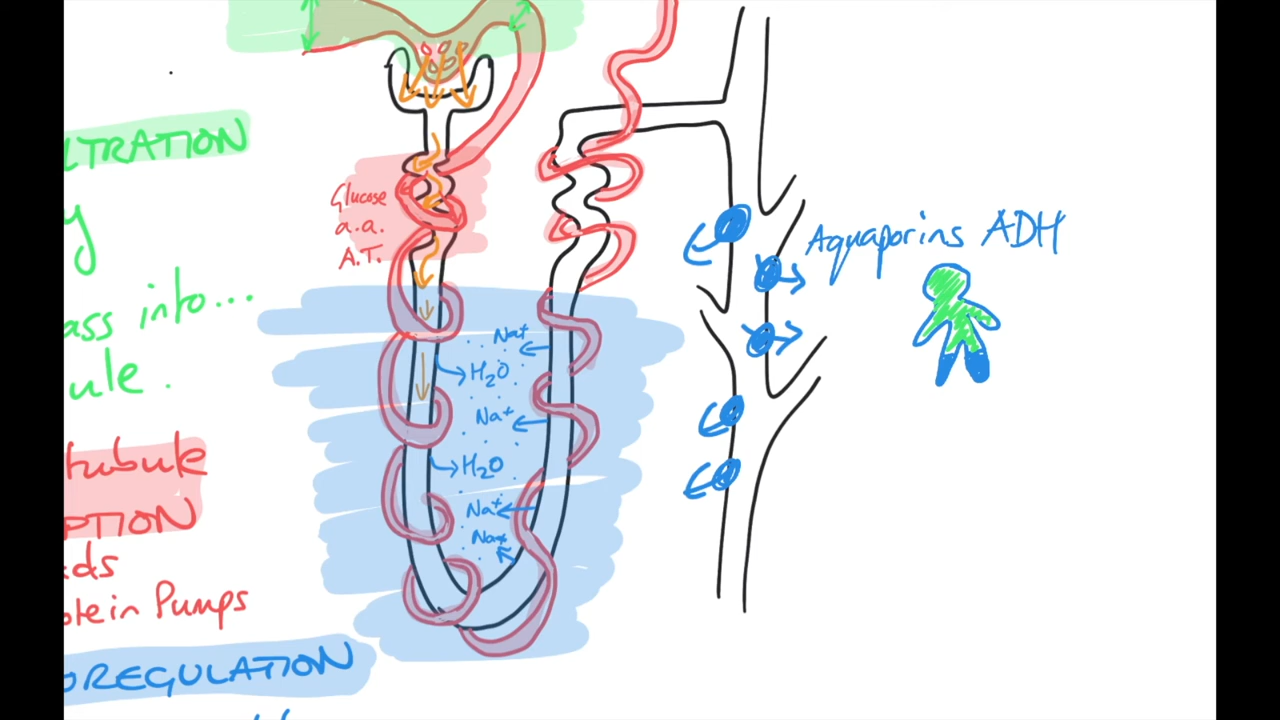 LTRATION
y
ass into...
ule.
tubule
PTION
ds
otein Pumps
OREGULATION
Glucose
a.a.
A.T.
Na+
H2O
Na+
H2O
Na+
Na+
Aquaporins ADH